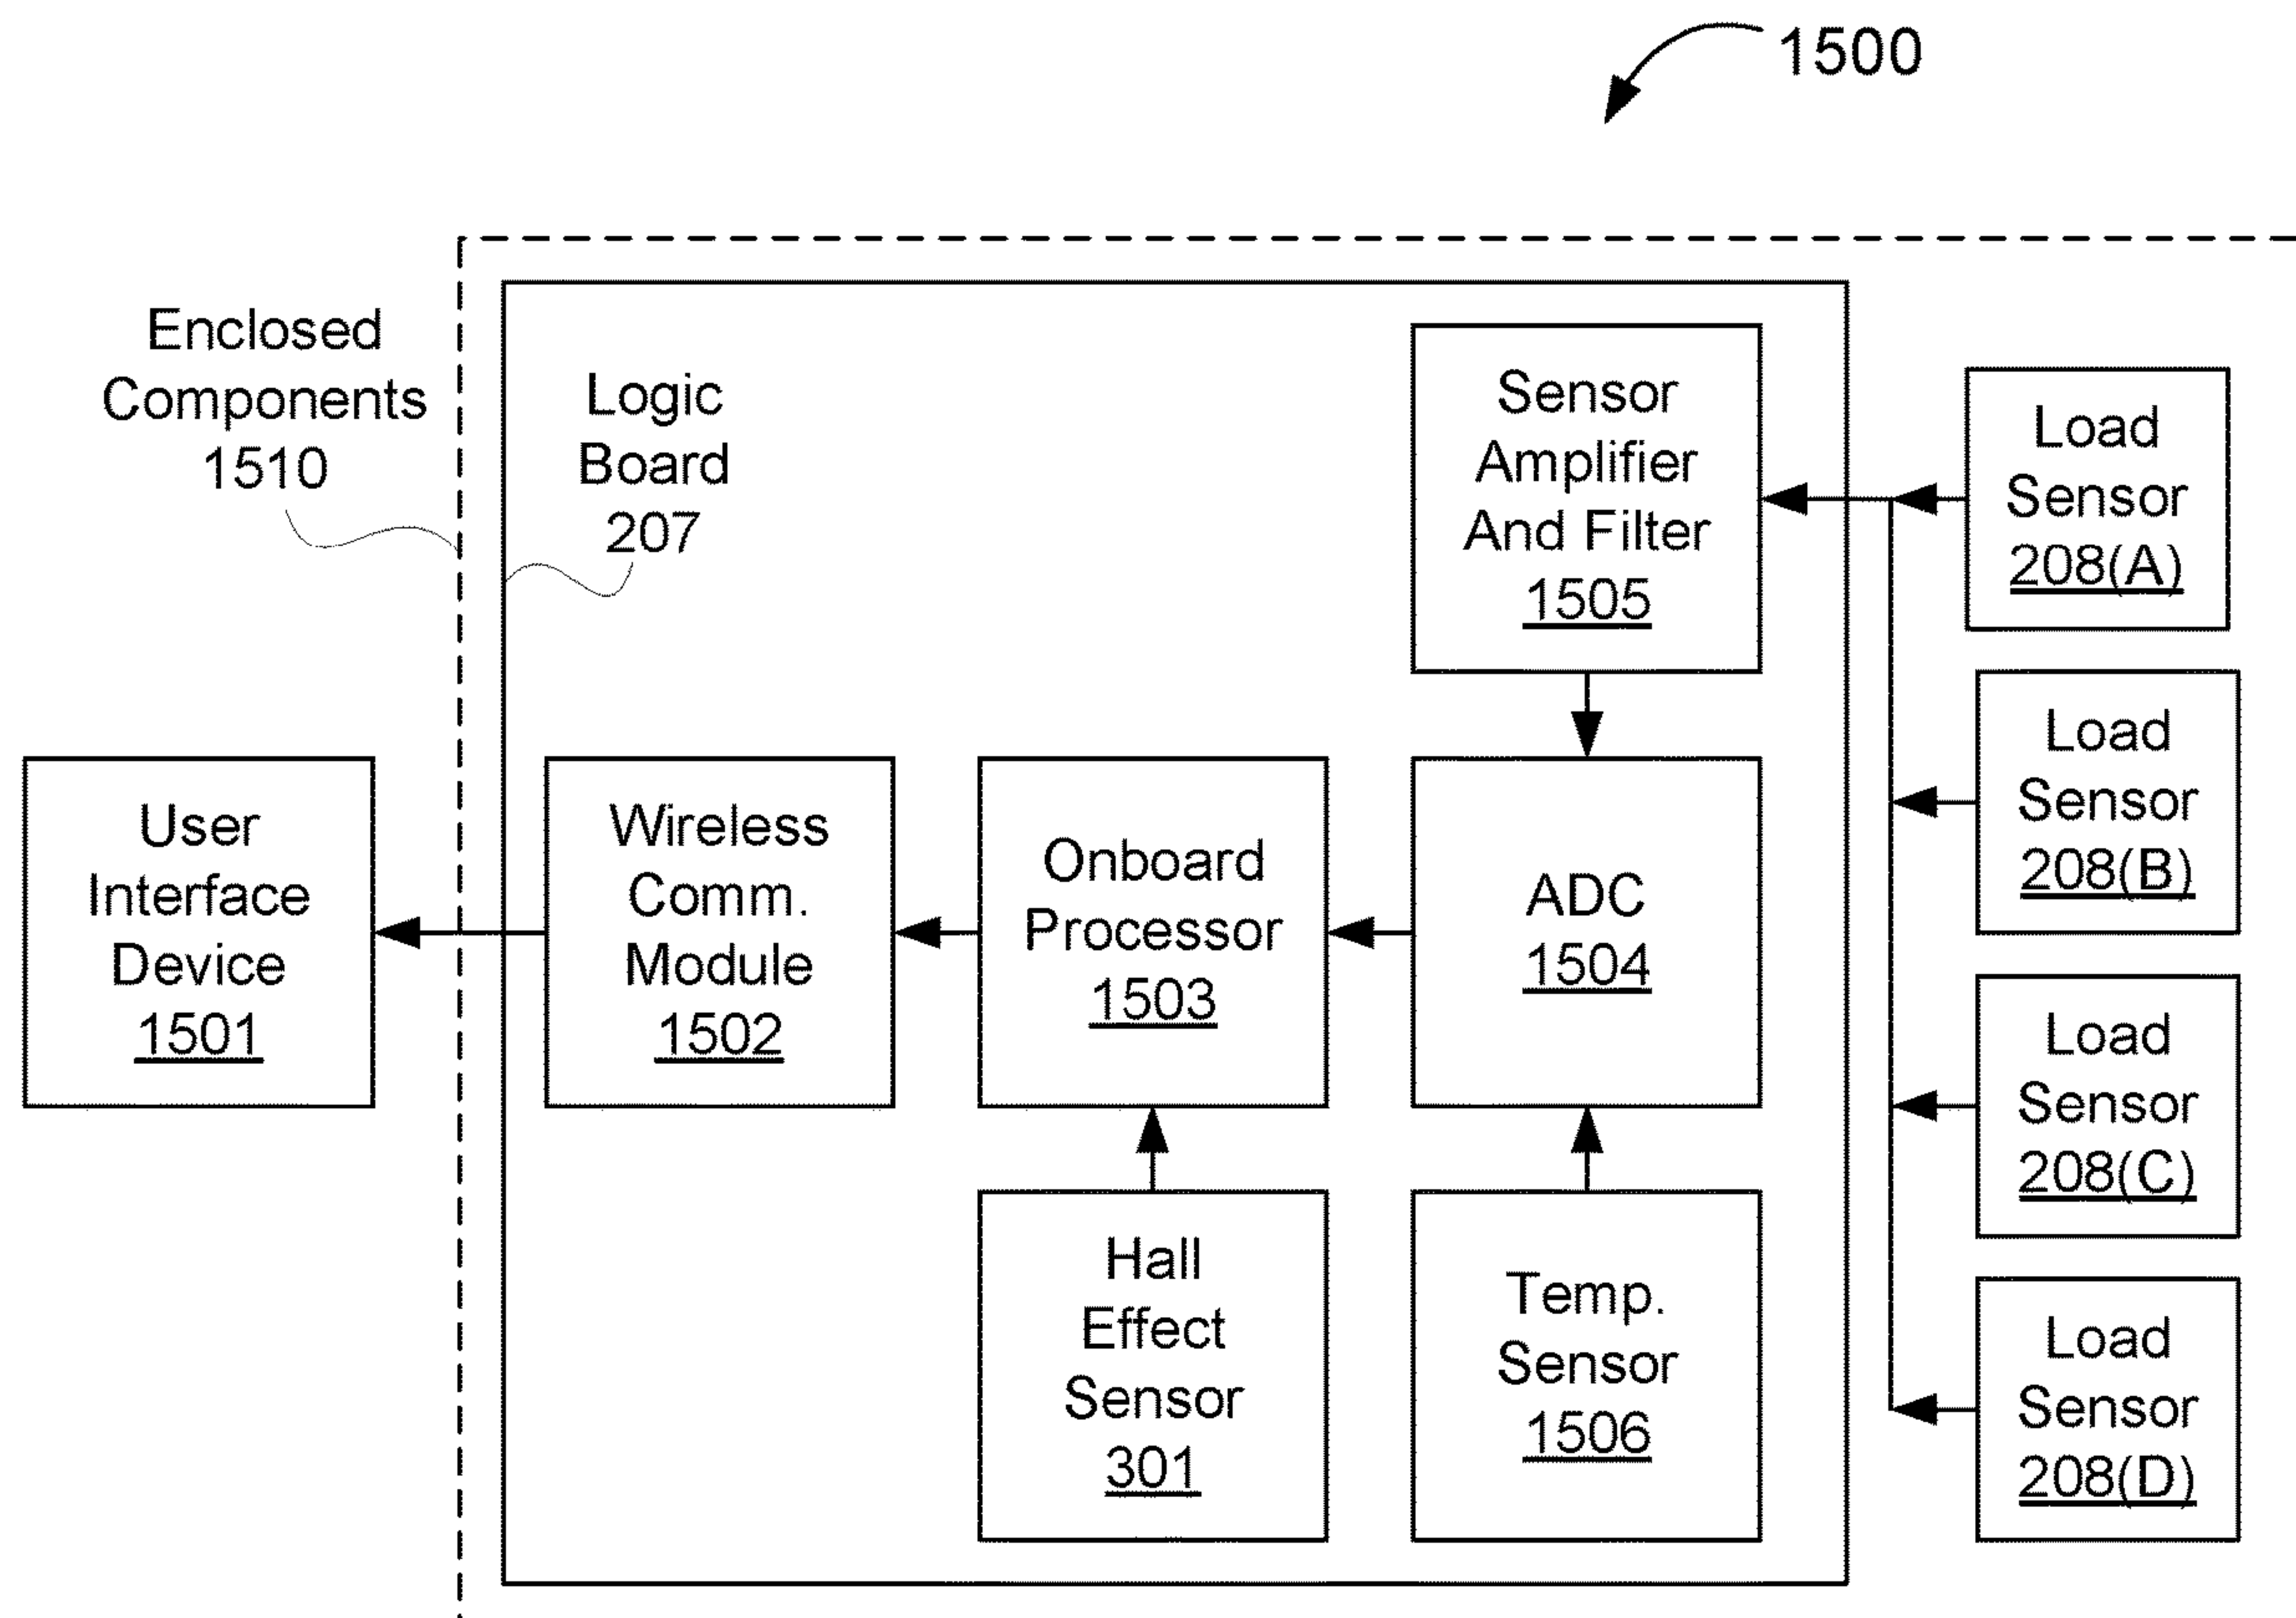 1500
Enclosed
Components
1510
Logic
Board
207
Sensor
Amplifier
And Filter
1505
Load
Sensor
208(A)
Load
Sensor
208(B)
User
Interface
Device
1501
Wireless
Comm.
Module
1502
Onboard
Processor
1503
ADC
1504
Load
Sensor
208(C)
Hall
Effect
Sensor
301
Temp.
Sensor
1506
Load
Sensor
208(D)